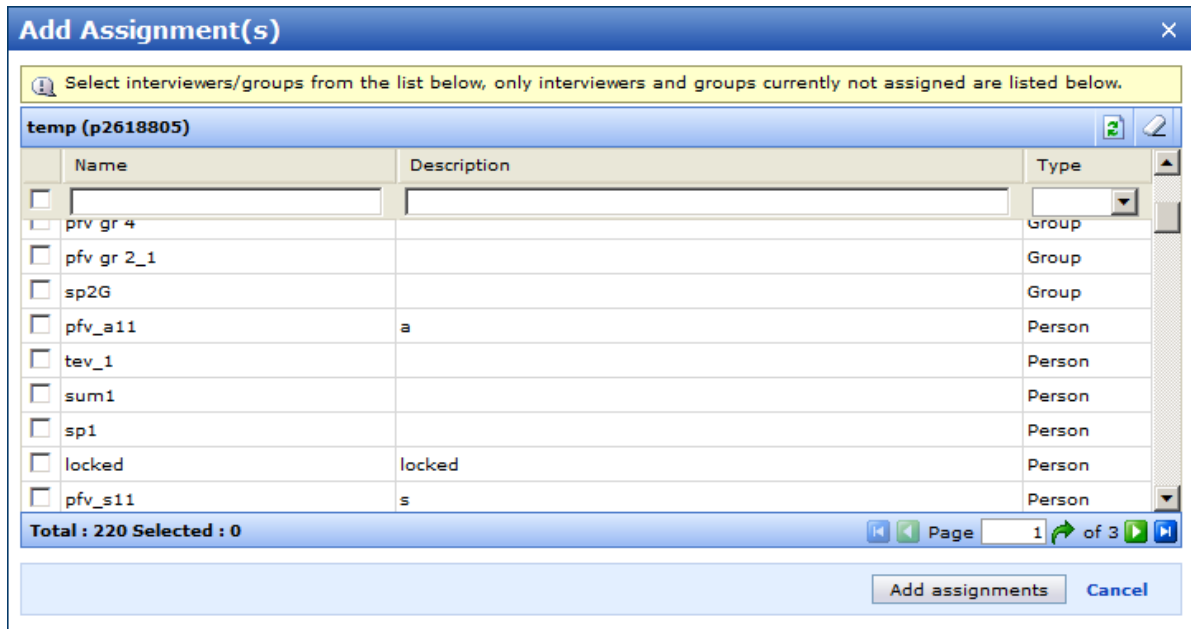 Add Assignment(s)
Select interviewers/groups from the list below, only interviewers and groups currently not assigned are listed below.
temp (p2618805)
Name Description Type
pfv gr 4 Group
pfv gr 2_1 Group
sp2G Group
pfv_a11 a Person
tev_1 Person
sum1 Person
sp1 Person
locked locked Person
pfv_s11 s Person
Total : 220 Selected : 0 Page 1 of 3
Add assignments Cancel